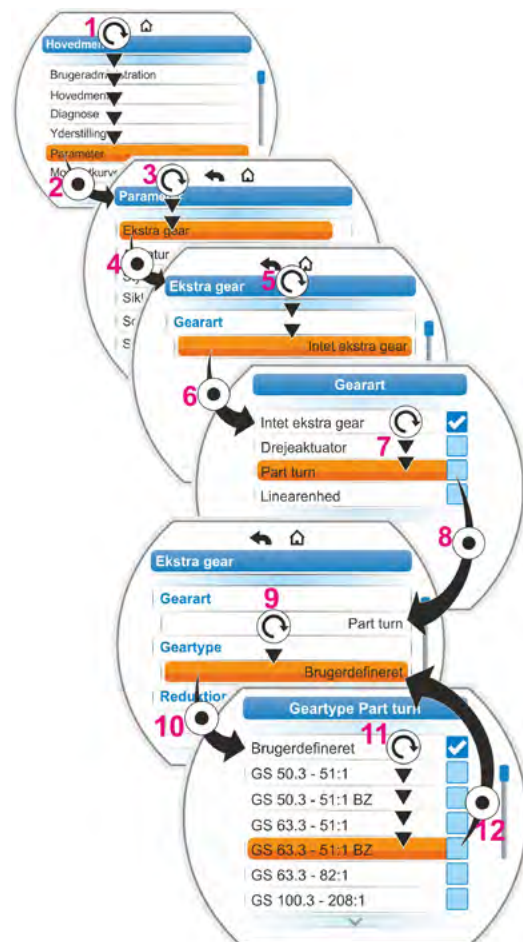 1
Hovedmen
Brugeradministration
Hovedmen
Diagnose
Yderstilling
Parameter
2
3
Parame
Ekstra gear
4
tur
Sikl
S
5
Ekstra gear
Gearart
Intet ekstra gear
6
Gearart
Intet ekstra gear
Drejeaktuator
7
Part turn
Linearenhed
8
Ekstra gear
Gearart
9
Part turn
Geartype
Brugerdefineret
Reduktion
10
Geartype Part turn
Brugerdefineret
11
GS 50.3 - 51:1
GS 50.3 - 51:1 BZ
GS 63.3 - 51:1
12
GS 63.3 - 51:1 BZ
GS 63.3 - 82:1
GS 100.3 - 208:1